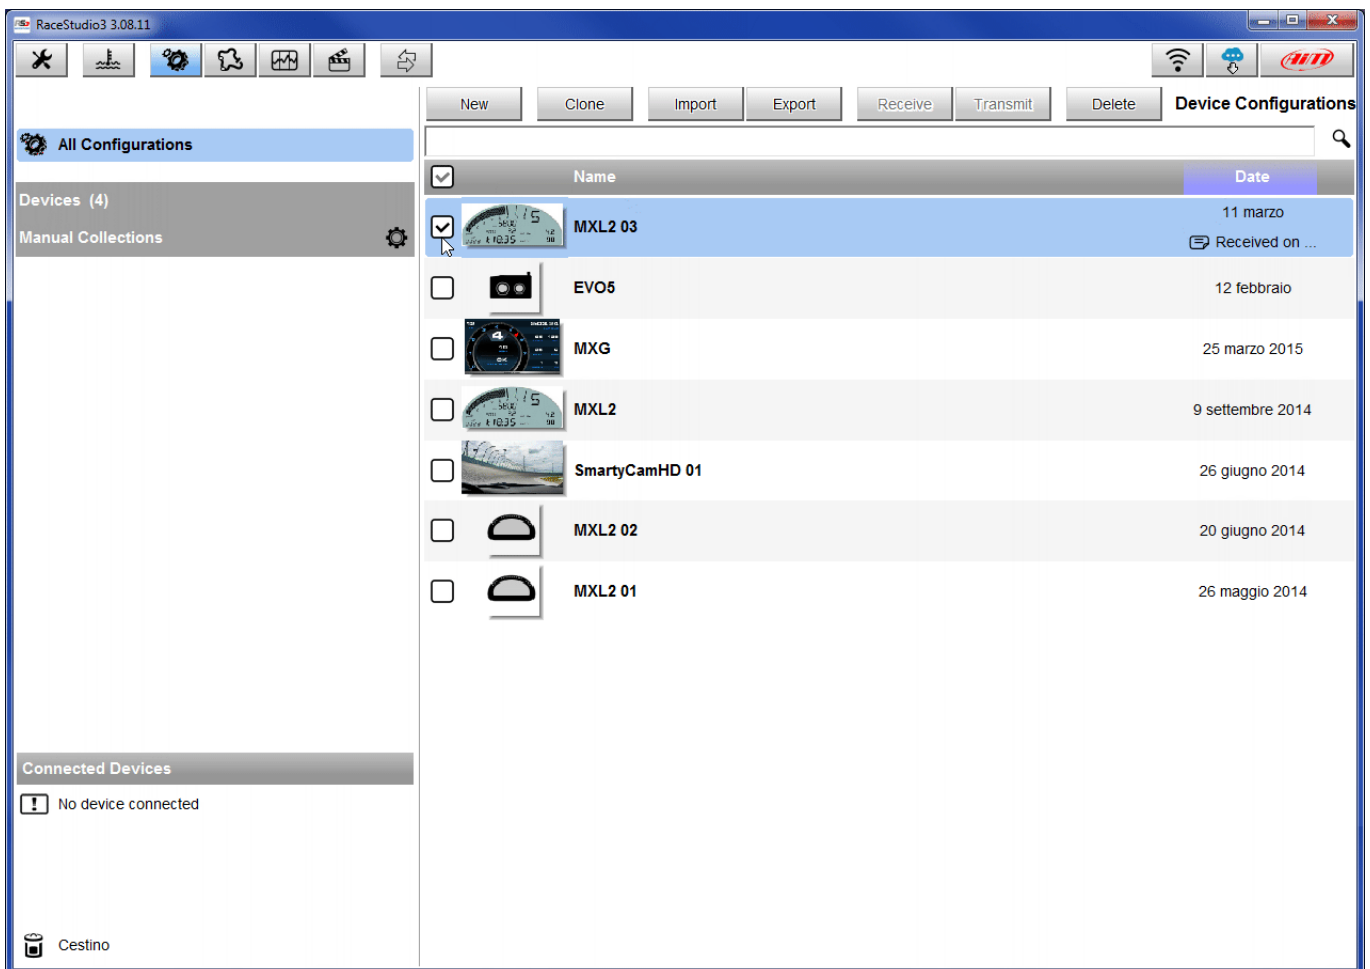 RaceStudio3 3.08.11
AiM
New Clone Import Export Receive Transmit Delete Device Configurations
All Configurations
Name Date
Devices (4)
Manual Collections
MXL2 03
11 marzo
Received on ...
EVO5 12 febbraio
MXG 25 marzo 2015
MXL2 9 settembre 2014
SmartyCamHD 01 26 giugno 2014
MXL2 02 20 giugno 2014
MXL2 01 26 maggio 2014
Connected Devices
No device connected
Cestino